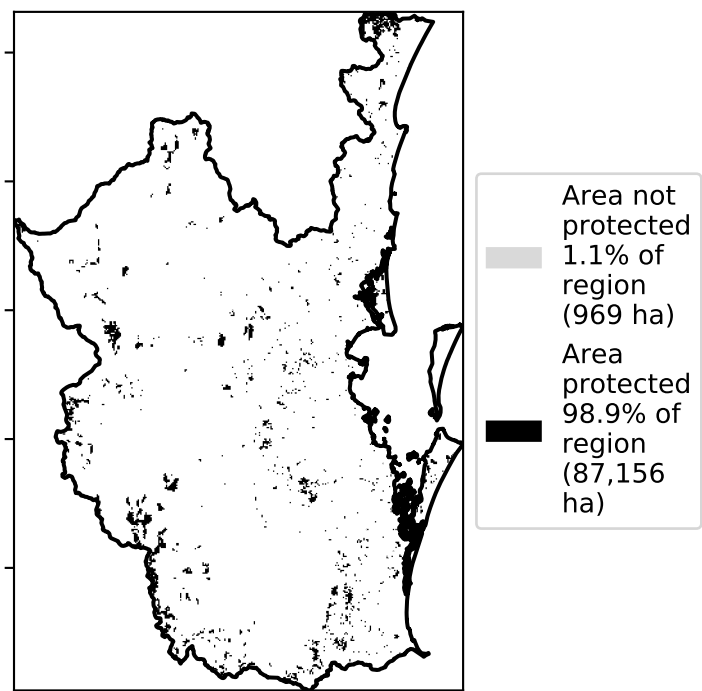 Area not
protected
1.1% of
region
(969 ha)
Area
protected
98.9% of
region
(87,156
ha)